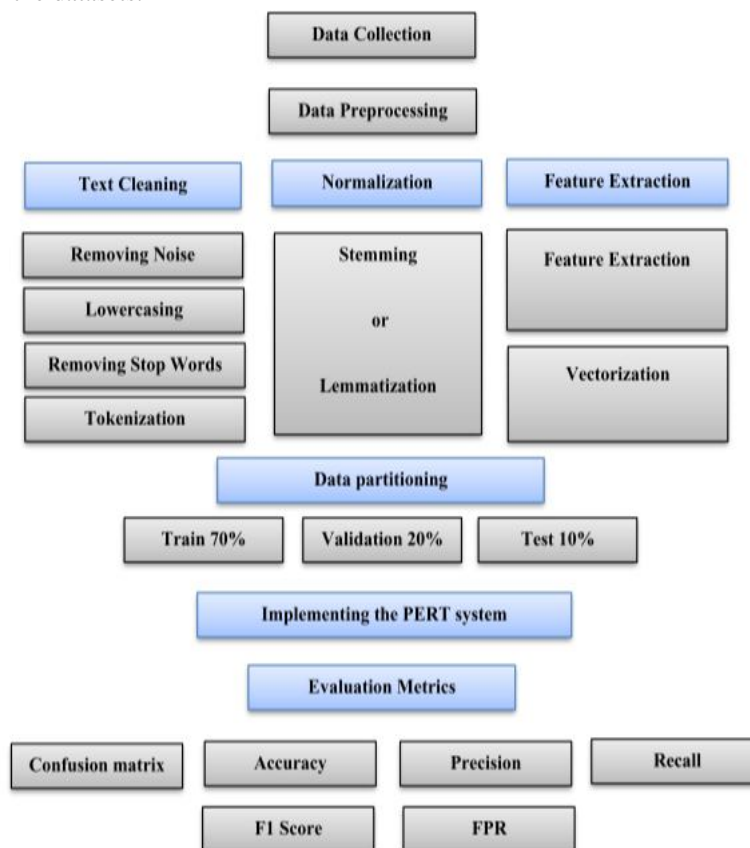 Data Collection
Data Preprocessing
Text Cleaning
Normalization
Feature Extraction
Removing Noise
Lowercasing
Removing Stop Words
Tokenization
Stemming
or
Lemmatization
Feature Extraction
Vectorization
Data partitioning
Train 70%
Validation 20%
Test 10%
Implementing the PERT system
Evaluation Metrics
Confusion matrix
Accuracy
Precision
Recall
F1 Score
FPR